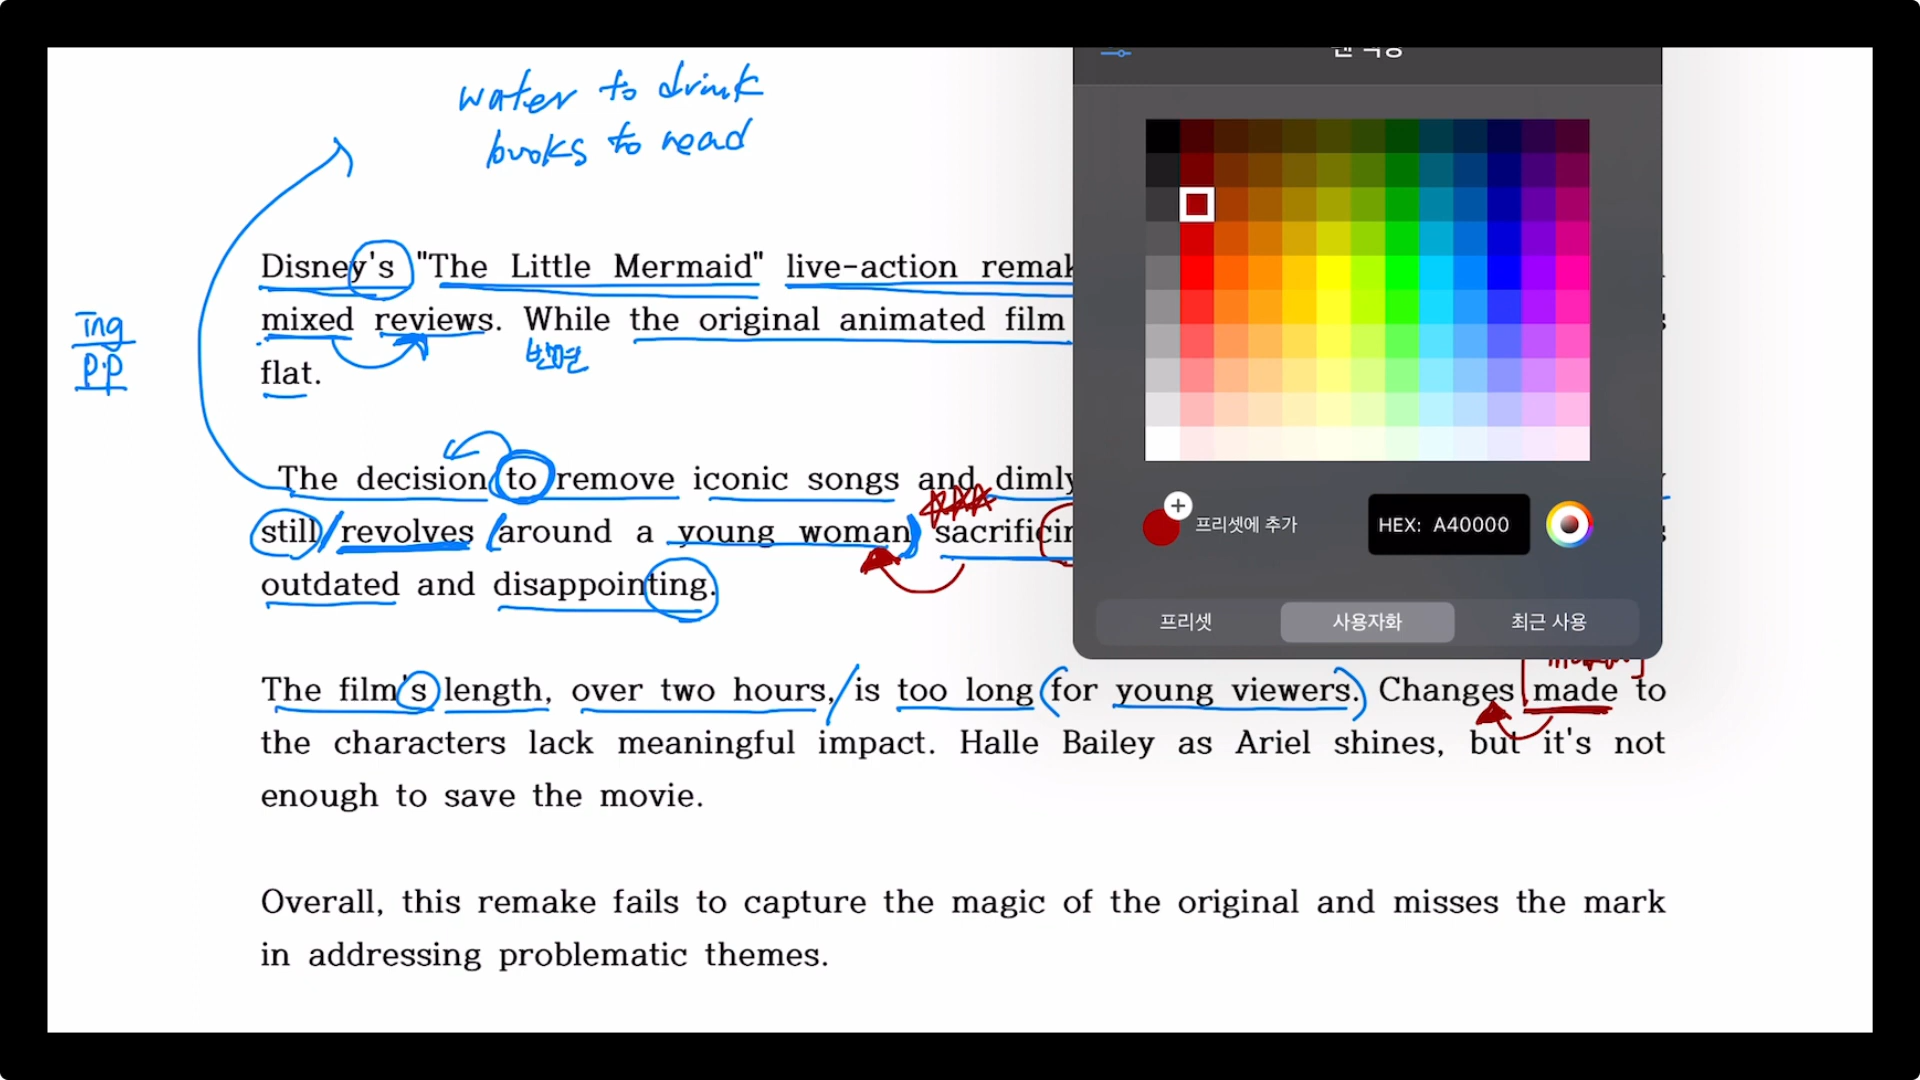 water to drink
books to read
Disney's "The Little Mermaid" live-action remak
mixed reviews. While the original animated film
ing
반면
p.p
flat.
The decision to remove iconic songs and dimly
still revolves around a young woman sacrificin
outdated and disappointing.
The film's length, over two hours, is too long for young viewers. Changes made to
the characters lack meaningful impact. Halle Bailey as Ariel shines, but it's not
enough to save the movie.
Overall, this remake fails to capture the magic of the original and misses the mark
in addressing problematic themes.
프리셋에 추가
HEX: A40000
프리셋
사용자화
최근 사용